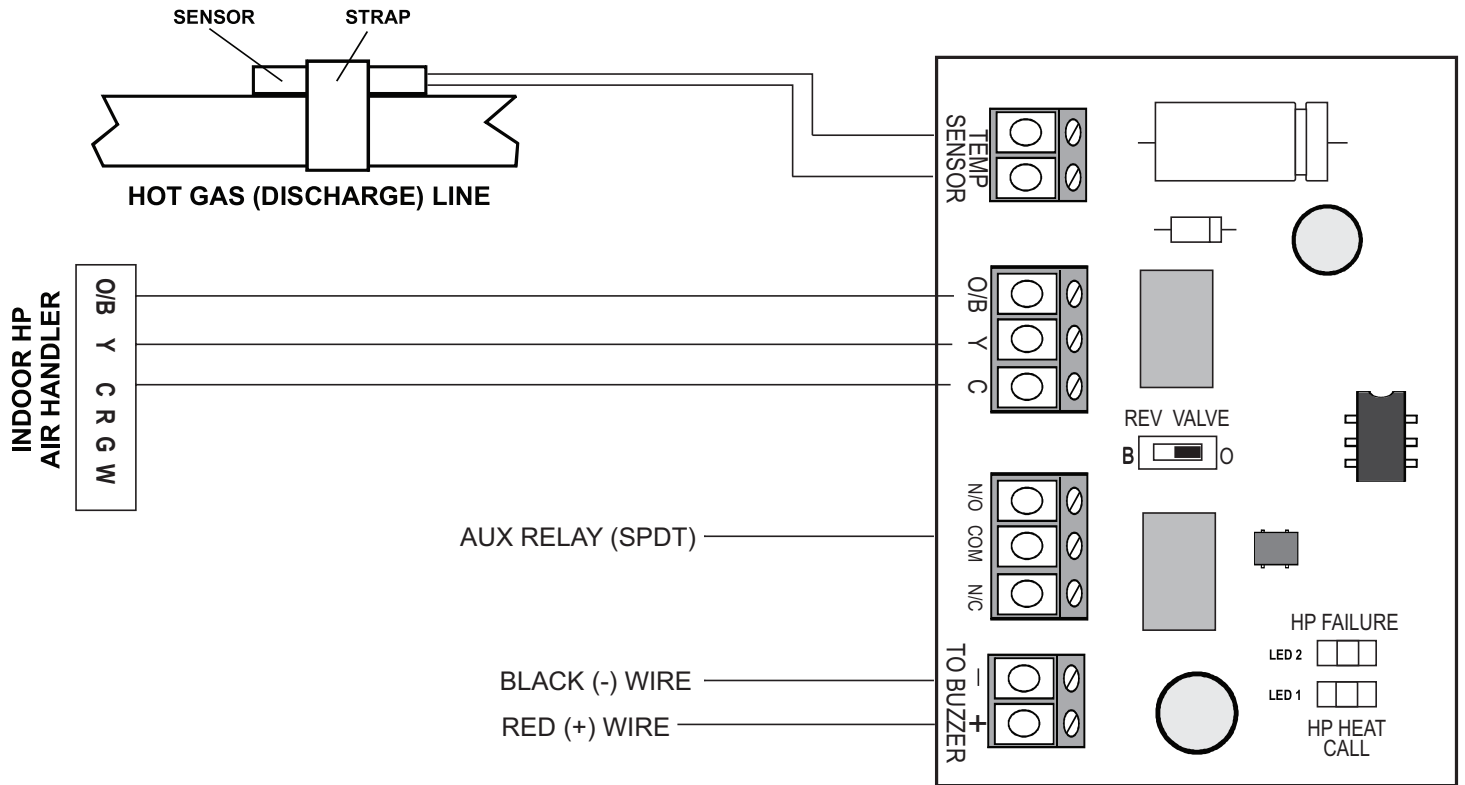 SENSOR
STRAP
HOT GAS (DISCHARGE) LINE
INDOOR HP
AIR HANDLER
O/B
Y
C
R
G
W
AUX RELAY (SPDT)
BLACK (-) WIRE
RED (+) WIRE
TEMP
SENSOR
O/B
Y
C
N/O
COM
N/C
TO BUZZER
–
+
REV VALVE
B
O
HP FAILURE
LED 2
LED 1
HP HEAT
CALL